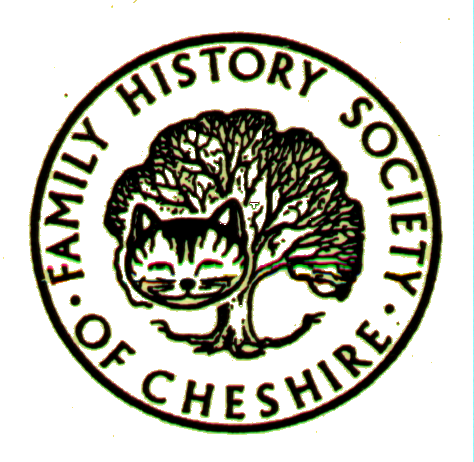 FAMILY HISTORY SOCIETY
· OF CHESHIRE ·